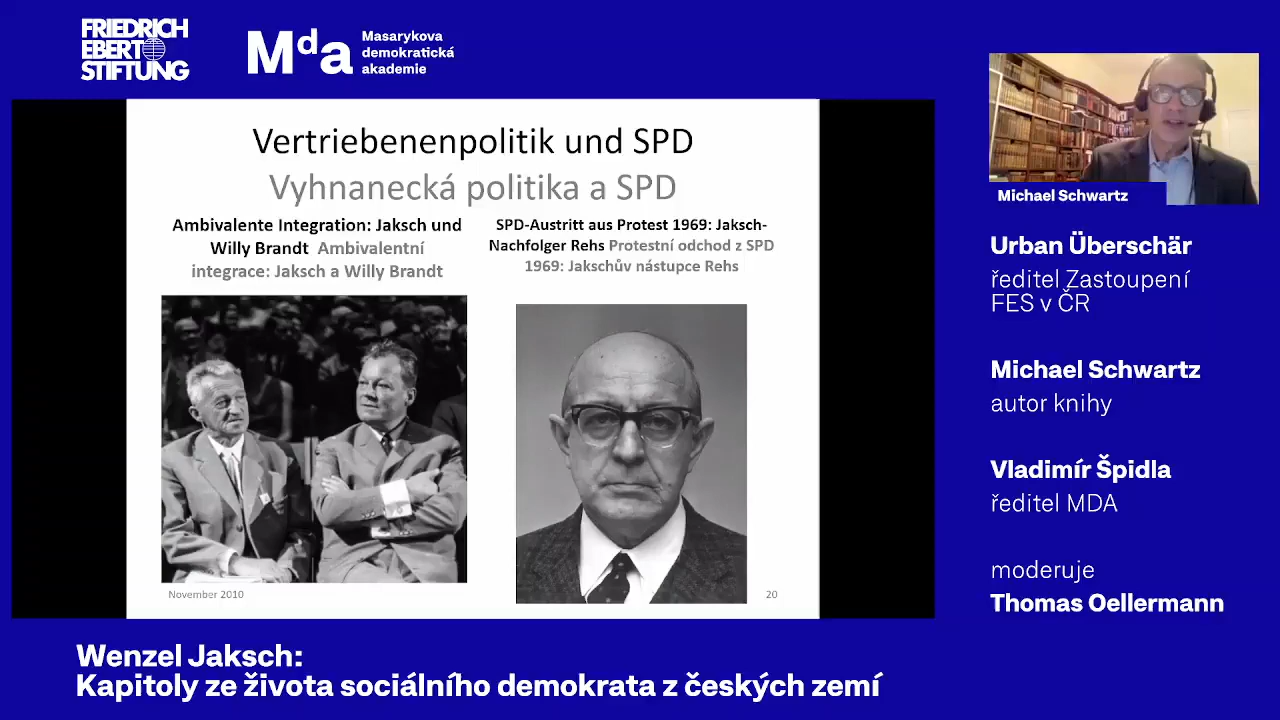 FRIEDRICH
EBERT
STIFTUNG
Mda
Masarykova
demokratická
akademie
Vertriebenenpolitik und SPD
Vyhnanecká politika a SPD
Ambivalente Integration: Jaksch und
Willy Brandt Ambivalentní
integrace: Jaksch a Willy Brandt
SPD-Austritt aus Protest 1969: Jaksch-
Nachfolger Rehs Protestní odchod z SPD
1969: Jakschův nástupce Rehs
November 2010
20
Michael Schwartz
Urban Überschär
ředitel Zastoupení
FES v ČR
Michael Schwartz
autor knihy
Vladimír Špidla
ředitel MDA
moderuje
Thomas Oellermann
Wenzel Jaksch:
Kapitoly ze života sociálního demokrata z českých zemí